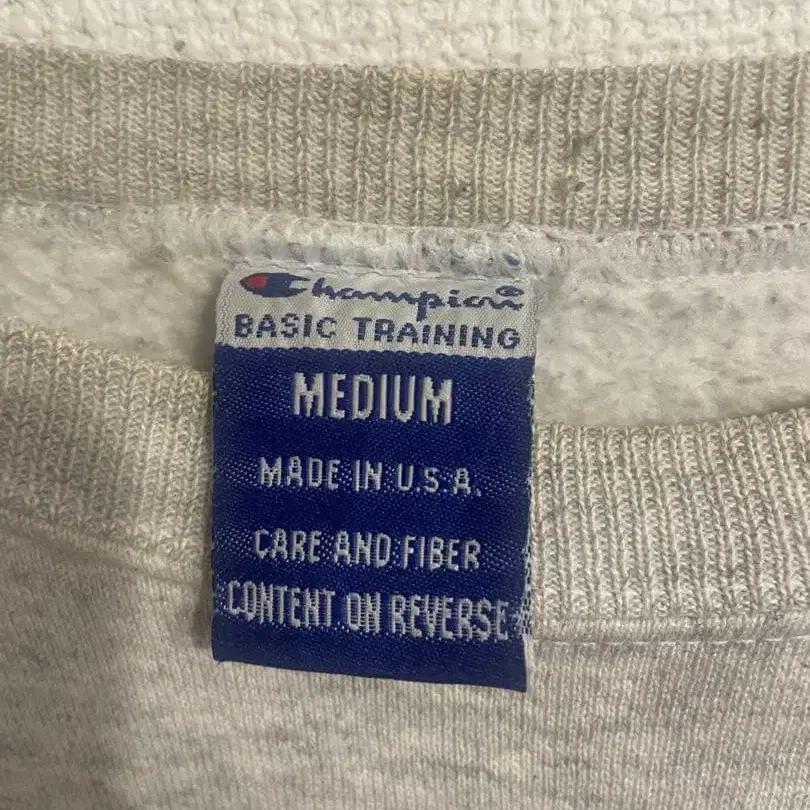 Champion
BASIC TRAINING
MEDIUM
MADE IN U.S.A.
CARE AND FIBER
CONTENT ON REVERSE